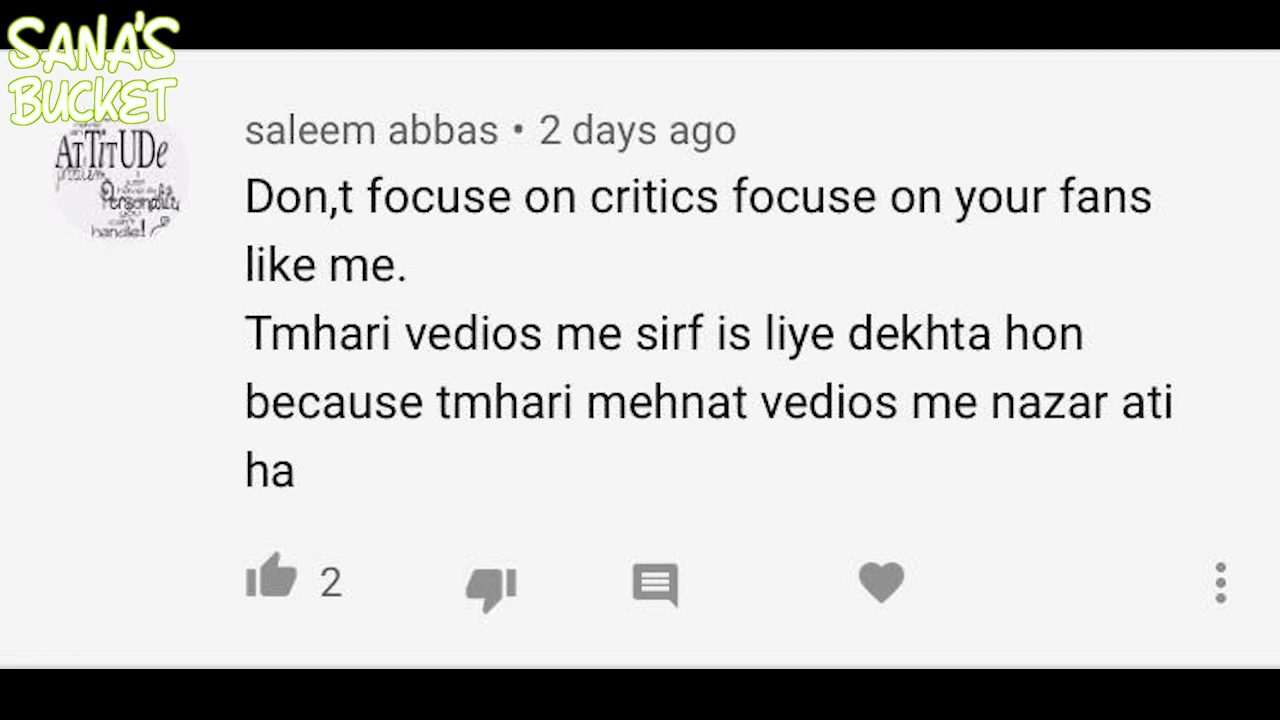 SANA'S
BUCKET
ATTiTUDe
saleem abbas • 2 days ago
Don,t focuse on critics focuse on your fans
like me.
Tmhari vedios me sirf is liye dekhta hon
because tmhari mehnat vedios me nazar ati
ha
2